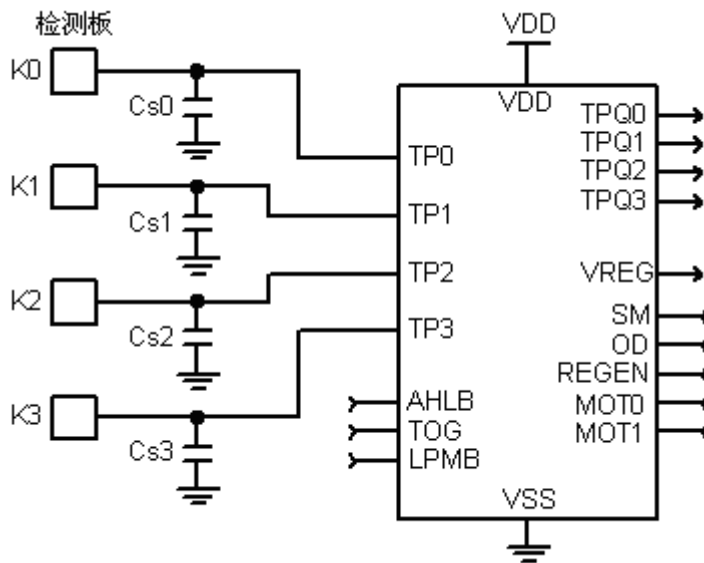 检测板
K0
Cs0
K1
Cs1
K2
Cs2
K3
Cs3
VDD
VDD
TP0
TP1
TP2
TP3
AHLB
TOG
LPMB
TPQ0
TPQ1
TPQ2
TPQ3
VREG
SM
OD
REGEN
MOT0
MOT1
VSS